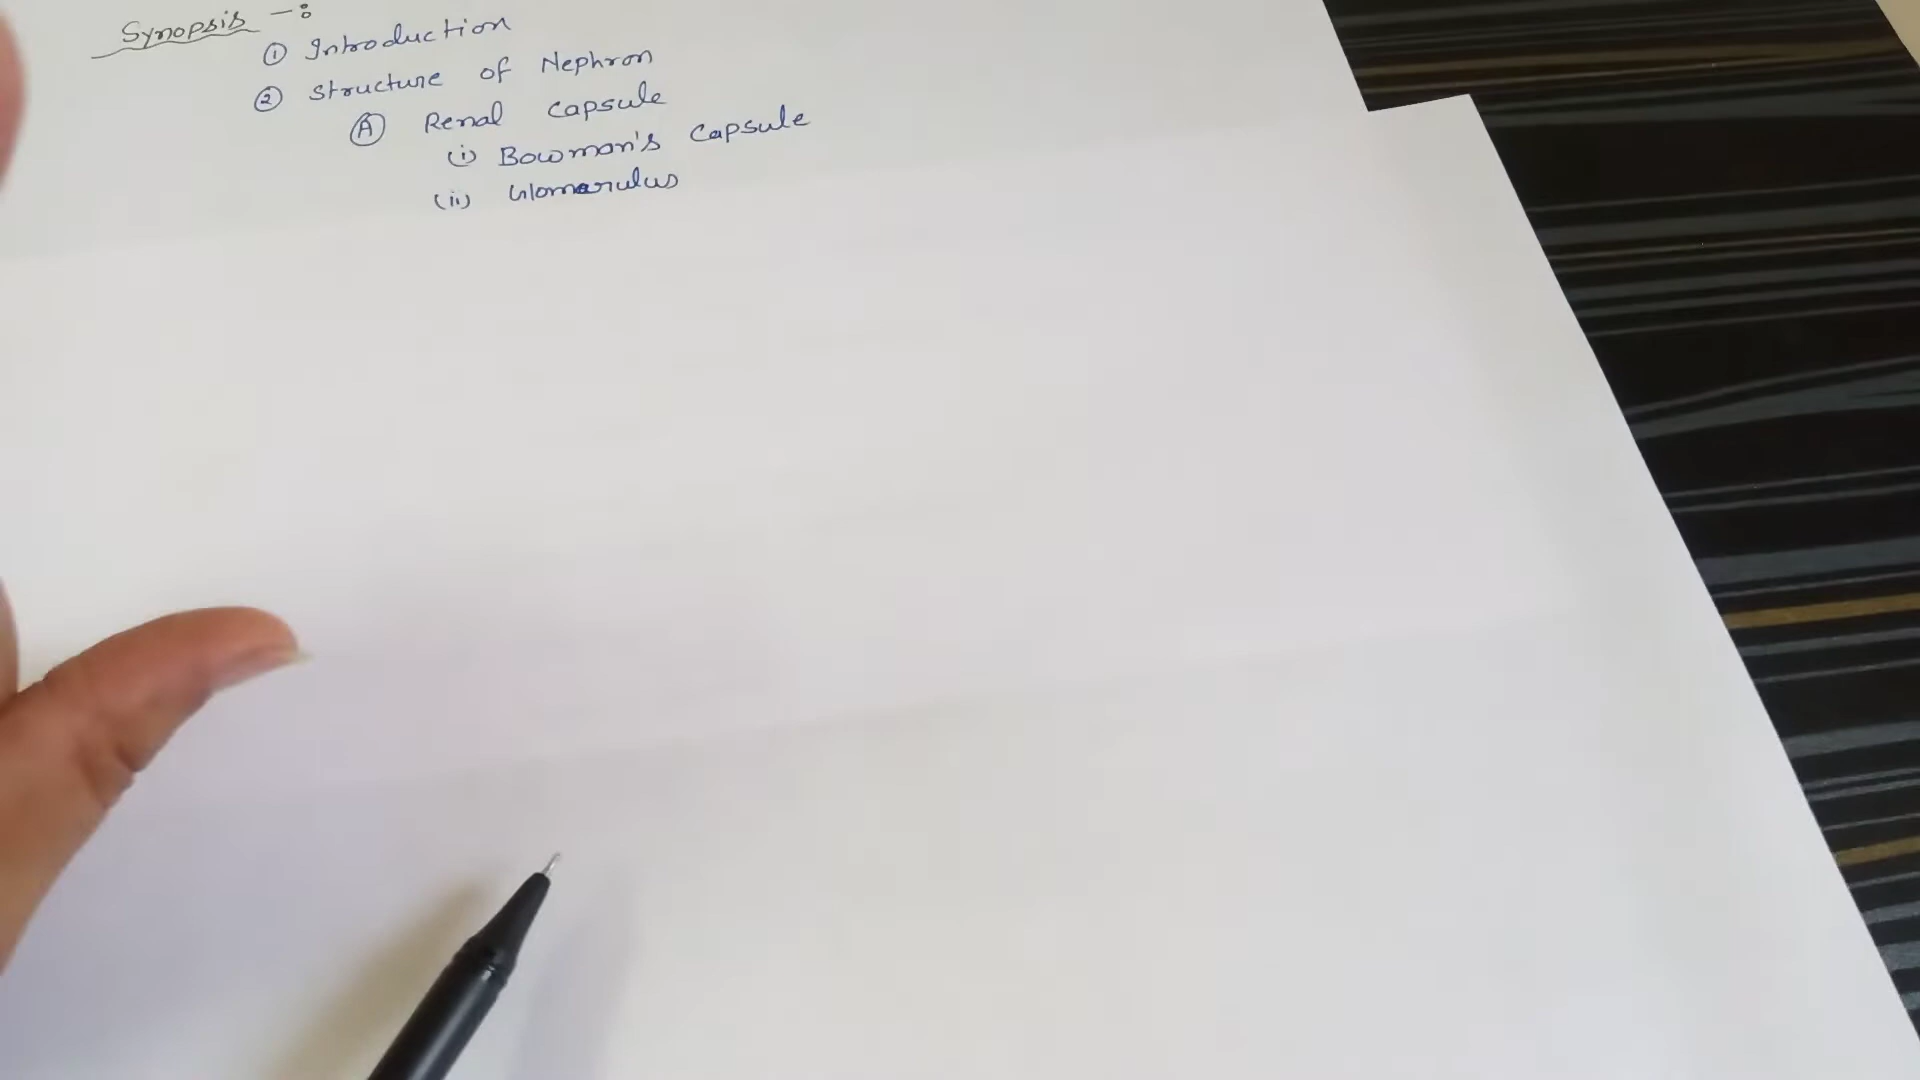 Synopsis -:
① Introduction
② Structure of Nephron
Ⓐ Renal Capsule
(i) Bowman's Capsule
(ii) Glomerulus